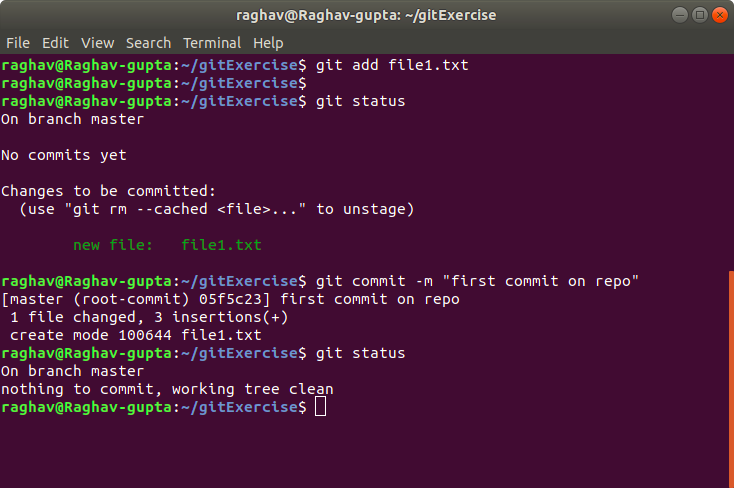 raghav@Raghav-gupta: ~/gitExercise
File Edit View Search Terminal Help
raghav@Raghav-gupta:~/gitExercise$ git add file1.txt
raghav@Raghav-gupta:~/gitExercise$
raghav@Raghav-gupta:~/gitExercise$ git status
On branch master
No commits yet
Changes to be committed:
  (use "git rm --cached <file>..." to unstage)
        new file:   file1.txt
raghav@Raghav-gupta:~/gitExercise$ git commit -m "first commit on repo"
[master (root-commit) 05f5c23] first commit on repo
 1 file changed, 3 insertions(+)
 create mode 100644 file1.txt
raghav@Raghav-gupta:~/gitExercise$ git status
On branch master
nothing to commit, working tree clean
raghav@Raghav-gupta:~/gitExercise$